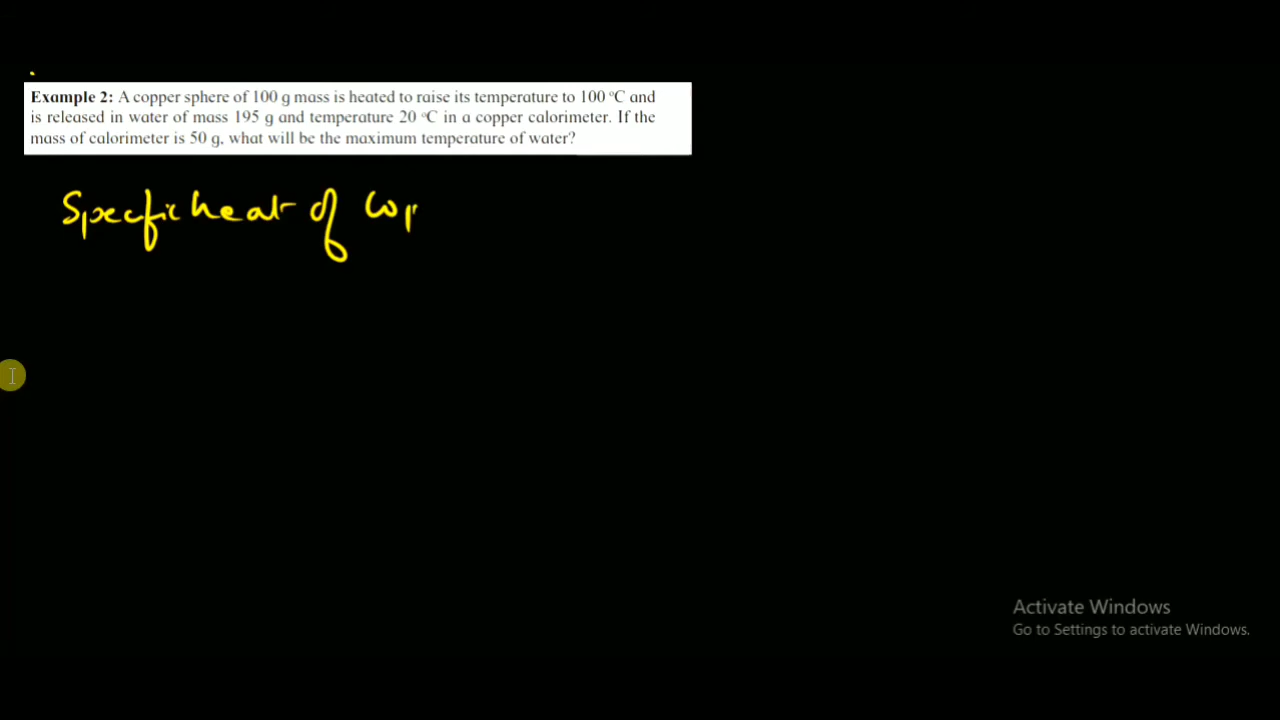 Example 2: A copper sphere of 100 g mass is heated to raise its temperature to 100 °C and
is released in water of mass 195 g and temperature 20 °C in a copper calorimeter. If the
mass of calorimeter is 50 g, what will be the maximum temperature of water?
Specific heat of cop
Activate Windows
Go to Settings to activate Windows.